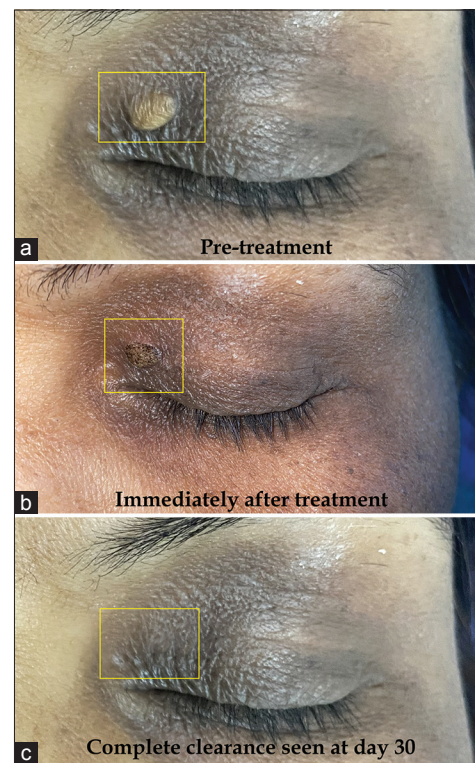 a
Pre-treatment
b
Immediately after treatment
c
Complete clearance seen at day 30